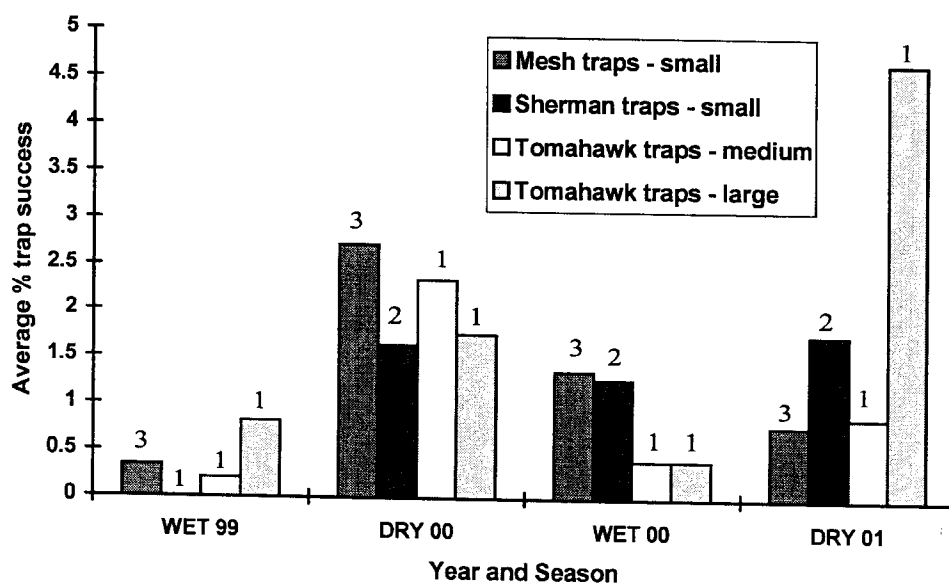 5
4.5
4
3.5
3
2.5
2
1.5
1
0.5
0
Average % trap success
Mesh traps - small
Sherman traps - small
Tomahawk traps - medium
Tomahawk traps - large
3 1 1 1
3 2 1 1
3 2 1 1
3 2 1 1
WET 99 DRY 00 WET 00 DRY 01
Year and Season